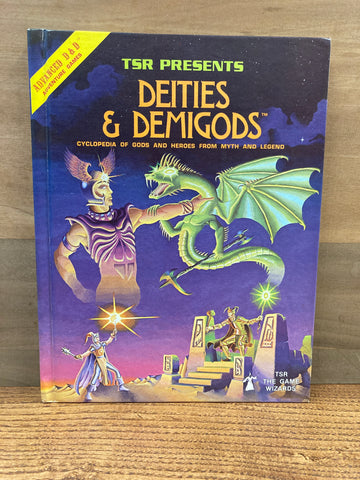 ADVANCED D&D
ADVENTURE GAMES
TSR PRESENTS
DEITIES
& DEMIGODS™
CYCLOPEDIA OF GODS AND HEROES FROM MYTH AND LEGEND
TSR
THE GAME
WIZARDS